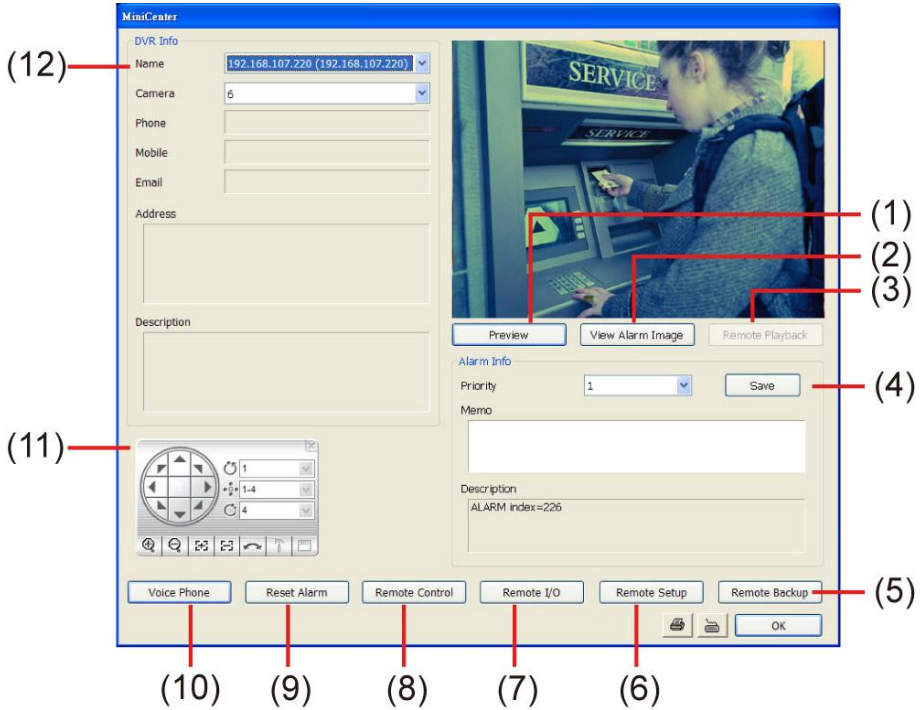 MiniCenter
DVR Info
(12)
Name
192.168.107.220 (192.168.107.220)
Camera
6
Phone
Mobile
Email
Address
Description
SERVICE
SERVICE
(1)
(2)
(3)
Preview
View Alarm Image
Remote Playback
Alarm Info
Priority
1
Save
(4)
Memo
Description
ALARM index=226
(11)
1
1-4
4
Voice Phone
Reset Alarm
Remote Control
Remote I/O
Remote Setup
Remote Backup
(5)
OK
(10)
(9)
(8)
(7)
(6)